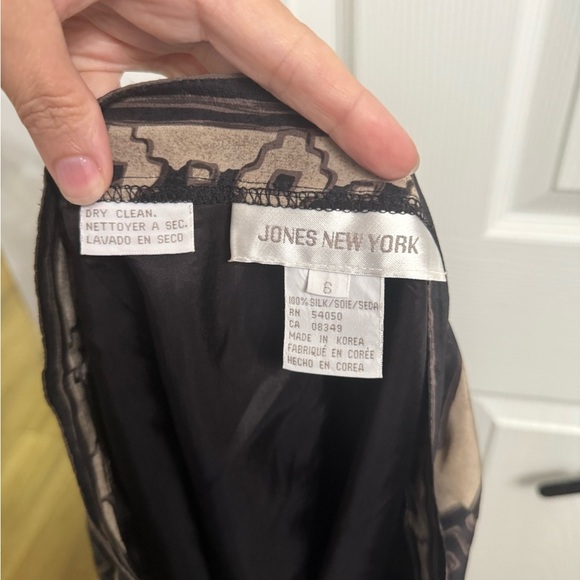 DRY CLEAN.
NETTOYER A SEC.
LAVADO EN SECO
JONES NEW YORK
6
100% SILK/SOIE/SEDA
RN 54050
CA 08349
MADE IN KOREA
FABRIQUÉ EN CORÉE
HECHO EN COREA